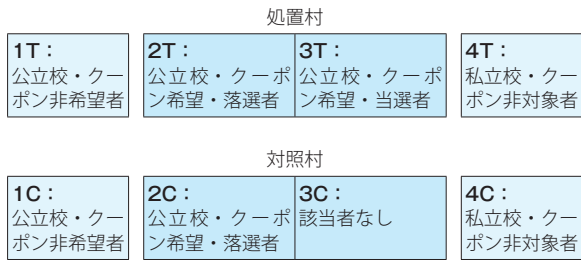 処置村
1T：
公立校・クー
ポン非希望者
2T：
公立校・クーポ
ン希望・落選者
3T：
公立校・クーポ
ン希望・当選者
4T：
私立校・クー
ポン非対象者
対照村
1C：
公立校・クー
ポン非希望者
2C：
公立校・クーポ
ン希望・落選者
3C：
該当者なし
4C：
私立校・クー
ポン非対象者